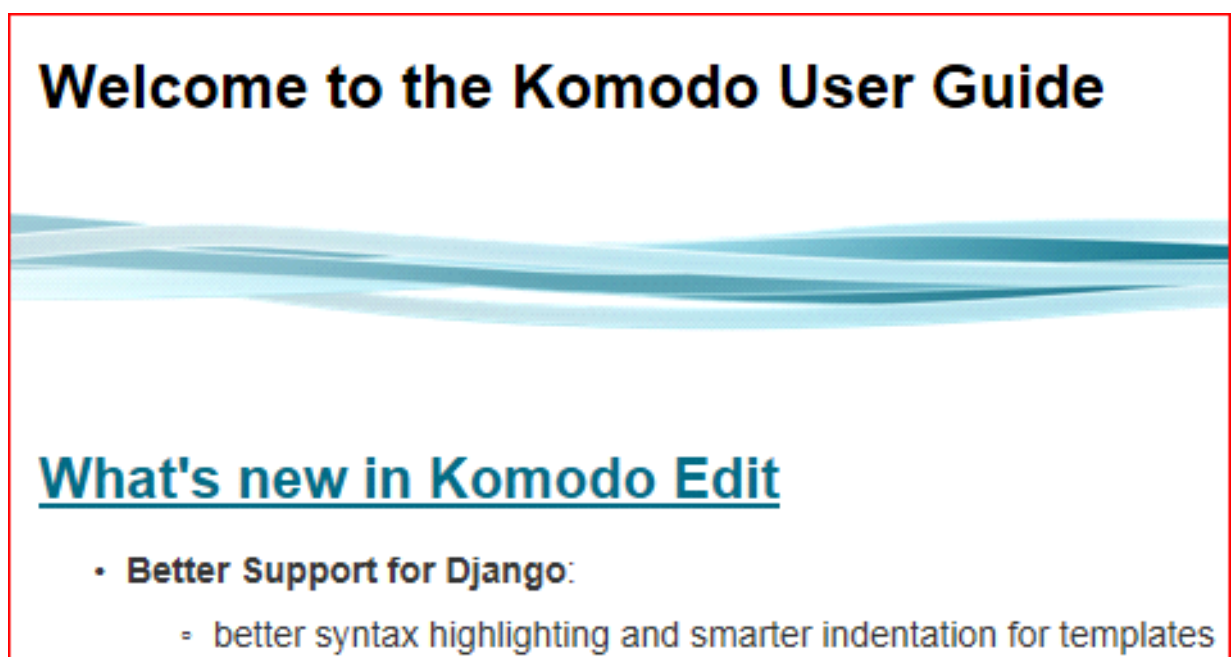 Welcome to the Komodo User Guide
What's new in Komodo Edit
• Better Support for Django:
▫ better syntax highlighting and smarter indentation for templates